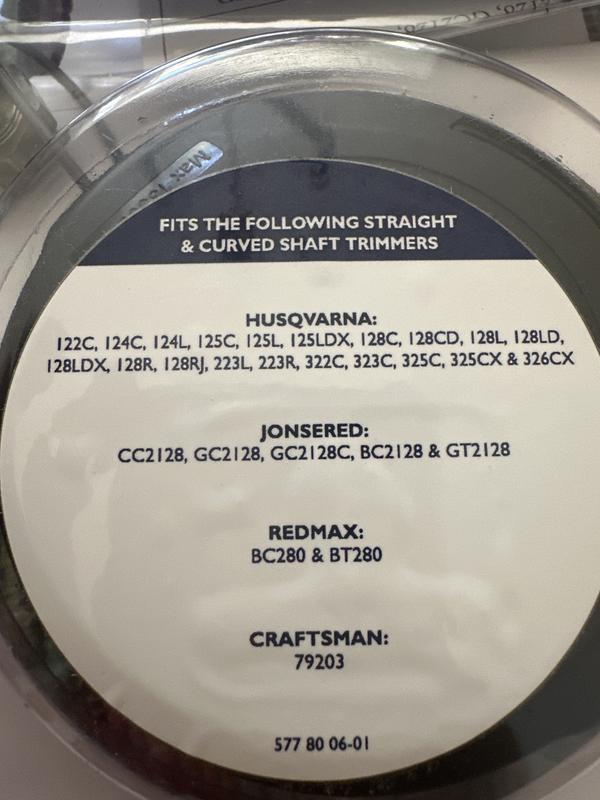 Max
FITS THE FOLLOWING STRAIGHT
& CURVED SHAFT TRIMMERS
HUSQVARNA:
122C, 124C, 124L, 125C, 125L, 125LDX, 128C, 128CD, 128L, 128LD,
128LDX, 128R, 128RJ, 223L, 223R, 322C, 323C, 325C, 325CX & 326CX
JONSERED:
CC2128, GC2128, GC2128C, BC2128 & GT2128
REDMAX:
BC280 & BT280
CRAFTSMAN:
79203
577 80 06-01